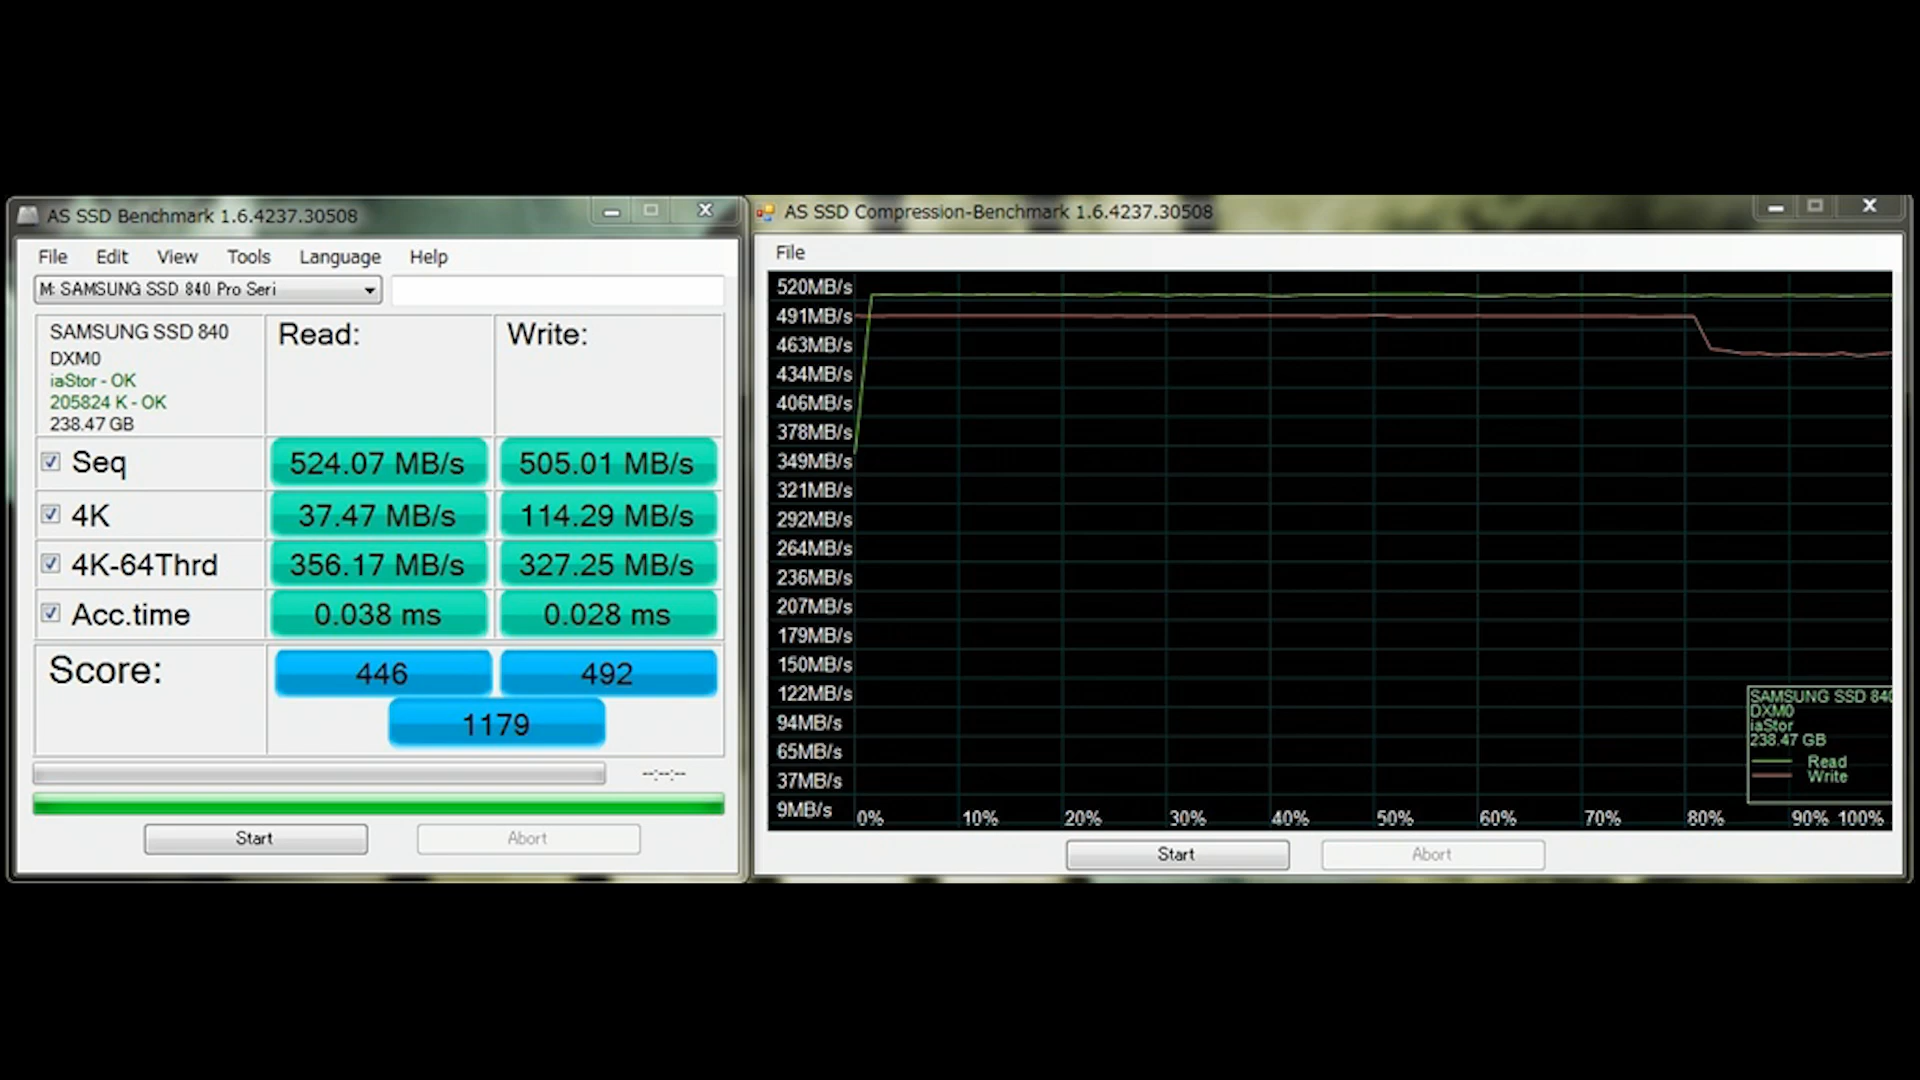 AS SSD Benchmark 1.6.4237.30508
File Edit View Tools Language Help
M: SAMSUNG SSD 840 Pro Seri
SAMSUNG SSD 840
DXM0
iaStor - OK
205824 K - OK
238.47 GB
Read:
Write:
Seq
524.07 MB/s
505.01 MB/s
4K
37.47 MB/s
114.29 MB/s
4K-64Thrd
356.17 MB/s
327.25 MB/s
Acc.time
0.038 ms
0.028 ms
Score:
446
492
1179
--:--:--
Start
Abort
AS SSD Compression-Benchmark 1.6.4237.30508
File
520MB/s
491MB/s
463MB/s
434MB/s
406MB/s
378MB/s
349MB/s
321MB/s
292MB/s
264MB/s
236MB/s
207MB/s
179MB/s
150MB/s
122MB/s
94MB/s
65MB/s
37MB/s
9MB/s
0% 10% 20% 30% 40% 50% 60% 70% 80% 90% 100%
SAMSUNG SSD 840
DXM0
iaStor
238.47 GB
Read
Write
Start
Abort